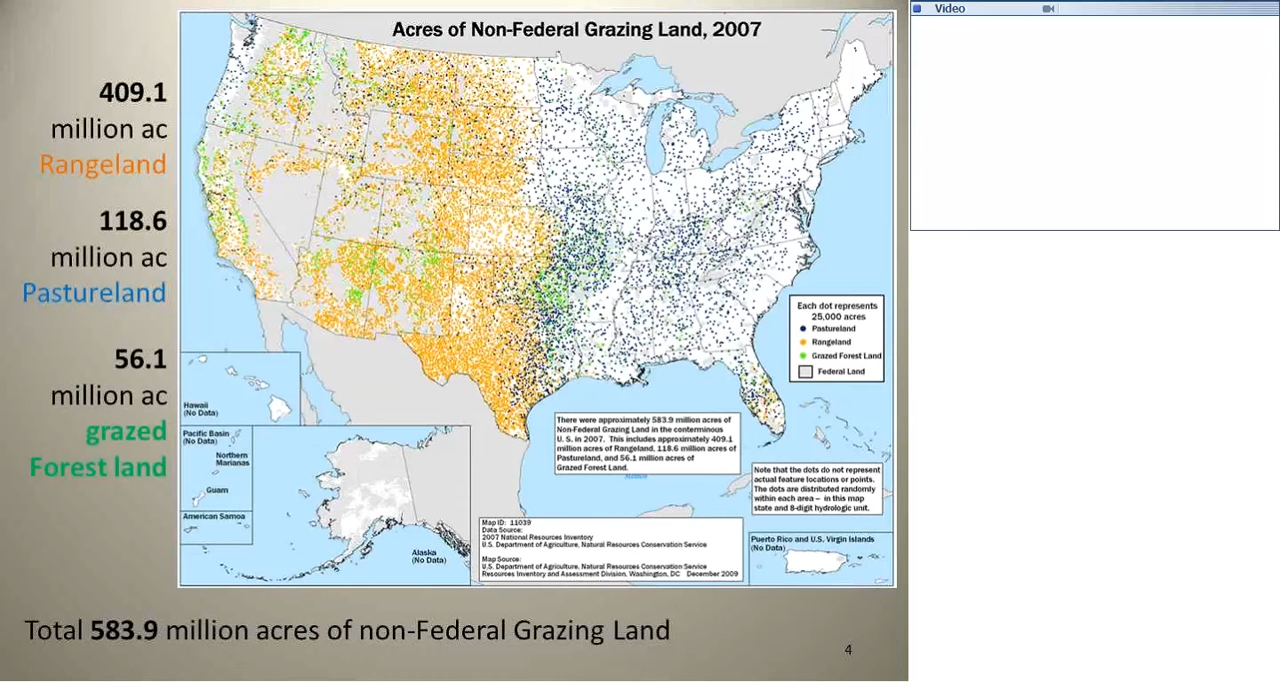 Video
Acres of Non-Federal Grazing Land, 2007
409.1
million ac
Rangeland
118.6
million ac
Pastureland
56.1
million ac
grazed
Forest land
Each dot represents
25,000 acres
Pastureland
Rangeland
Grazed Forest Land
Federal Land
Hawaii
(No Data)
Pacific Basin
(No Data)
Northern
Marianas
Guam
American Samoa
Alaska
(No Data)
There were approximately 583.9 million acres of
Non-Federal Grazing Land in the conterminous
U. S. in 2007. This includes approximately 409.1
million acres of Rangeland, 118.6 million acres of
Pastureland, and 56.1 million acres of
Grazed Forest Land.
Note that the dots do not represent
actual feature locations or points.
The dots are distributed randomly
within each area – in this map
state and 8-digit hydrologic unit.
Map ID: 11039
Data Source:
2007 National Resources Inventory
U.S. Department of Agriculture, Natural Resources Conservation Service
Map Source:
U.S. Department of Agriculture, Natural Resources Conservation Service
Resources Inventory and Assessment Division, Washington, DC December 2009
Puerto Rico and U.S. Virgin Islands
(No Data)
Total 583.9 million acres of non-Federal Grazing Land
4